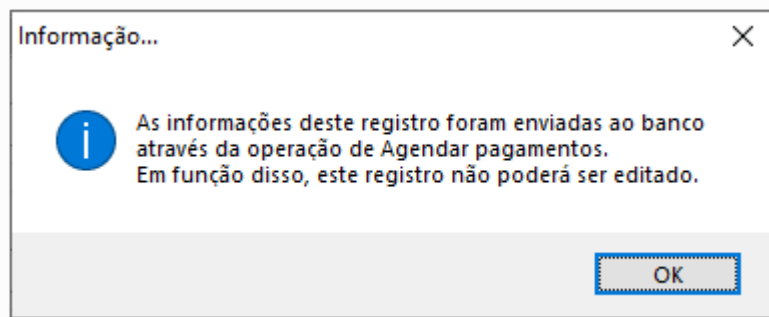 Informação...
As informações deste registro foram enviadas ao banco
através da operação de Agendar pagamentos.
Em função disso, este registro não poderá ser editado.
OK